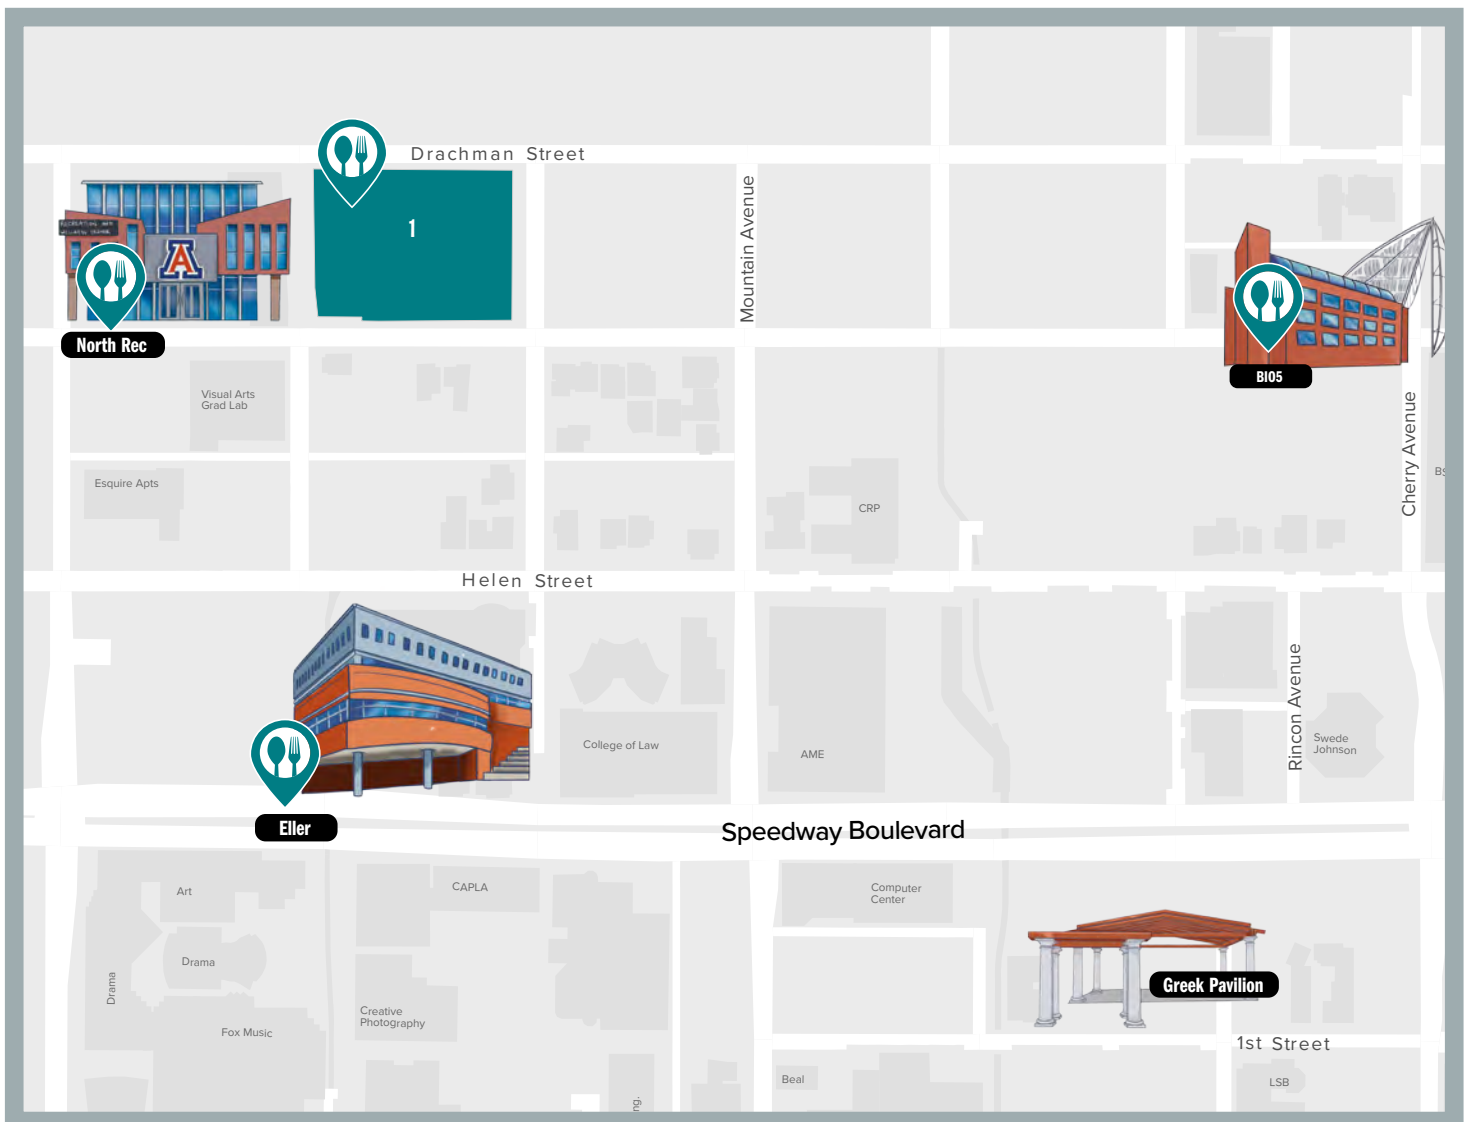 Drachman Street
1
Mountain Avenue
A
North Rec
BIO5
Visual Arts
Grad Lab
Cherry Avenue
Esquire Apts
CRP
Helen Street
College of Law
AME
Rincon Avenue
Swede
Johnson
Eller
Speedway Boulevard
Art
CAPLA
Computer
Center
Drama
Drama
Greek Pavilion
Creative
Photography
Fox Music
1st Street
Beal
LSB
ng.